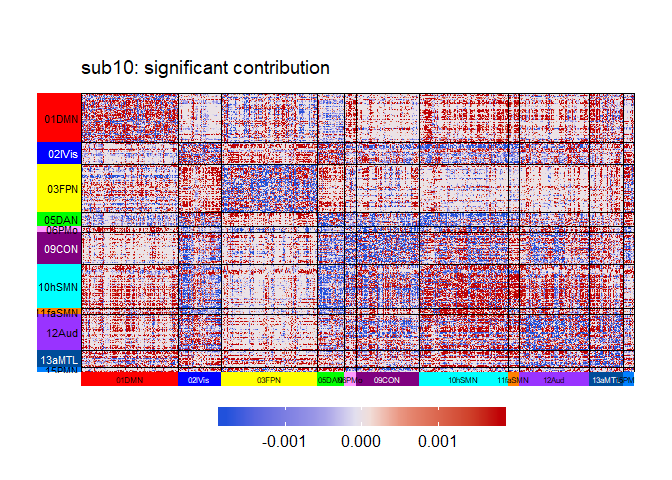 sub10: significant contribution
01DMN
02lVis
03FPN
05DAN
06PMo
09CON
10hSMN
11faSMN
12Aud
13aMTL
15PMN
01DMN 02lVis 03FPN 05DAN 09CON 10hSMN 11faSMN 12Aud 13aMTL
-0.001 0.000 0.001